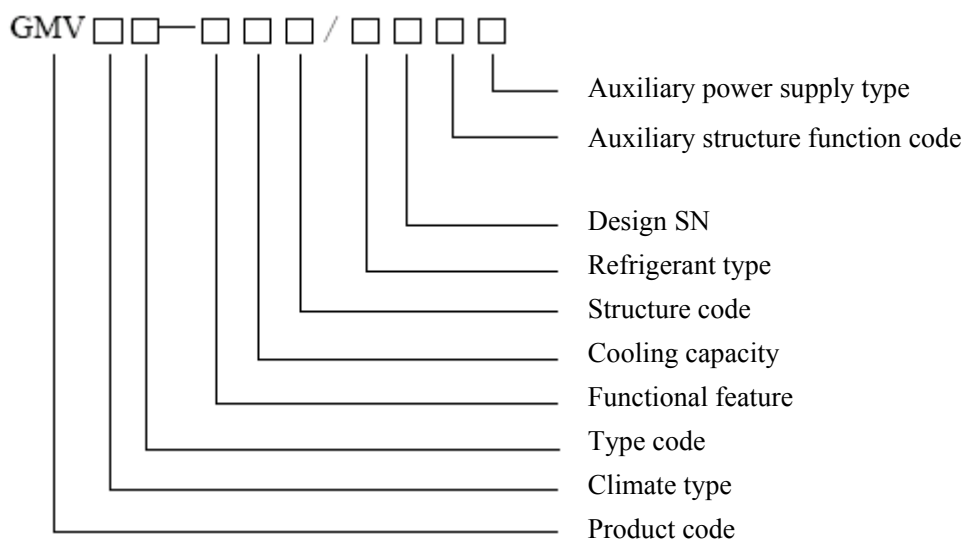 GMV □□—□□□/□□□□
Auxiliary power supply type
Auxiliary structure function code
Design SN
Refrigerant type
Structure code
Cooling capacity
Functional feature
Type code
Climate type
Product code